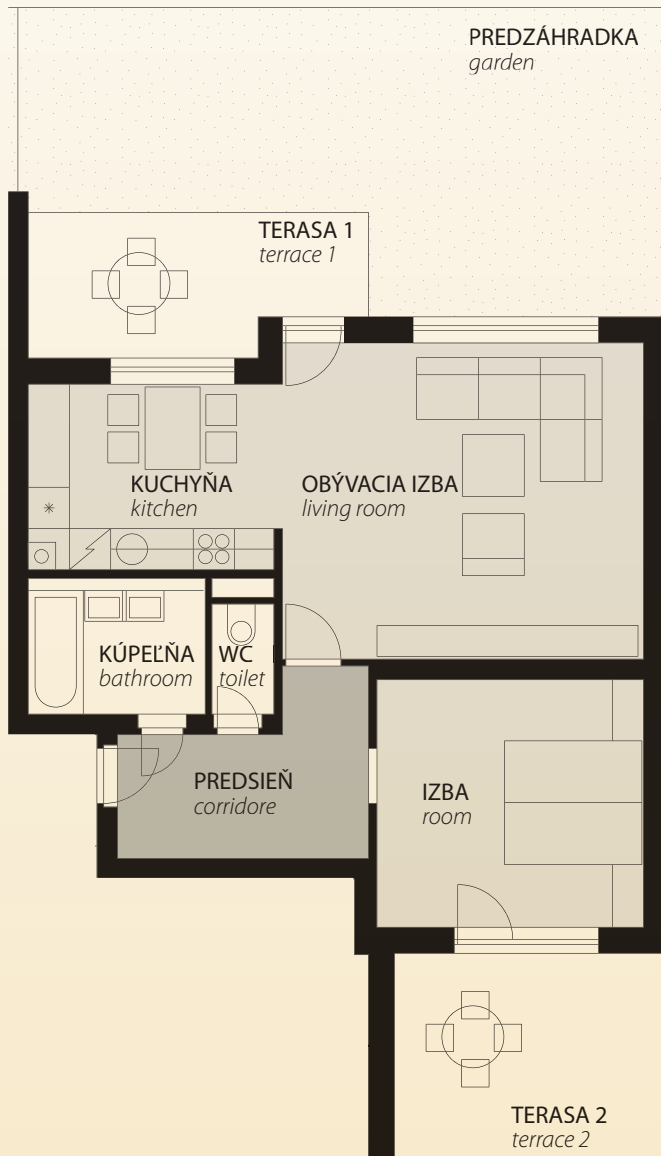 PREDZÁHRADKA
garden
TERASA 1
terrace 1
KUCHYŇA
kitchen
OBÝVACIA IZBA
living room
KÚPEĽŇA
bathroom
WC
toilet
PREDSIEŇ
corridore
IZBA
room
TERASA 2
terrace 2